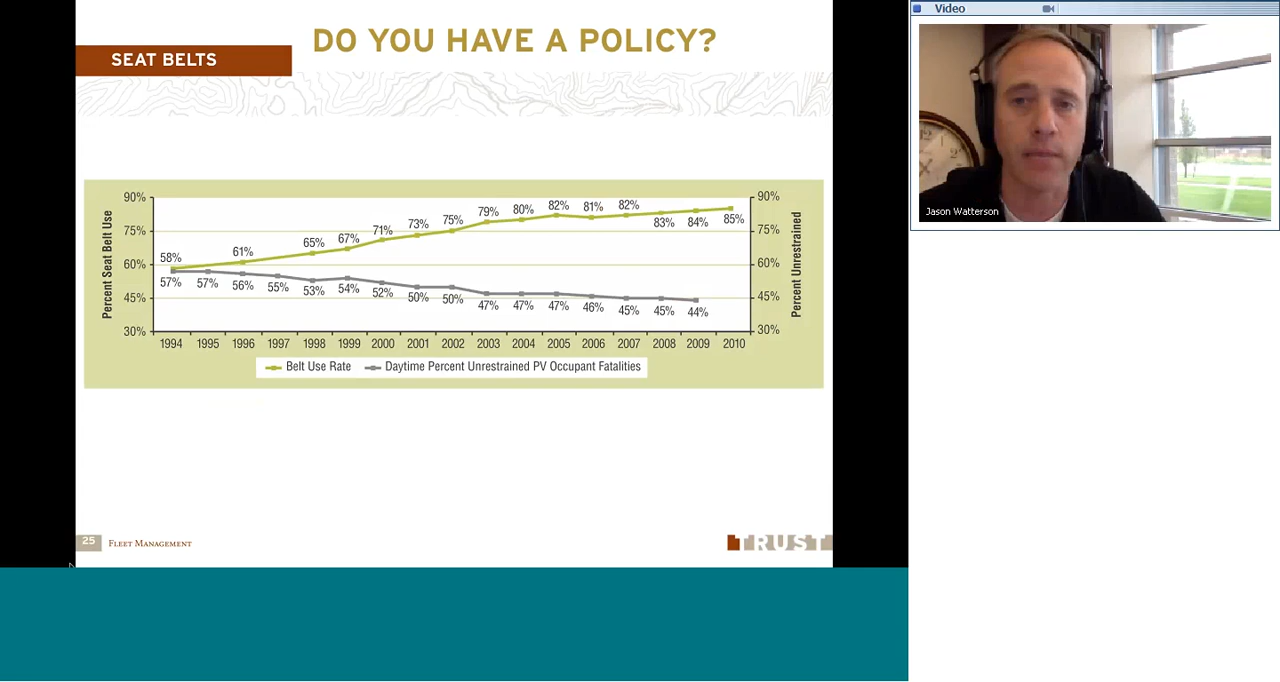 DO YOU HAVE A POLICY?
SEAT BELTS
Percent Seat Belt Use
90%
75%
60%
45%
30%
58% 61% 65% 67% 71% 73% 75% 79% 80% 82% 81% 82% 83% 84% 85%
57% 57% 56% 55% 53% 54% 52% 50% 50% 47% 47% 47% 46% 45% 45% 44%
90%
75%
60%
45%
30%
Percent Unrestrained
1994 1995 1996 1997 1998 1999 2000 2001 2002 2003 2004 2005 2006 2007 2008 2009 2010
Belt Use Rate Daytime Percent Unrestrained PV Occupant Fatalities
25 Fleet Management
TRUST
Video
Jason Watterson